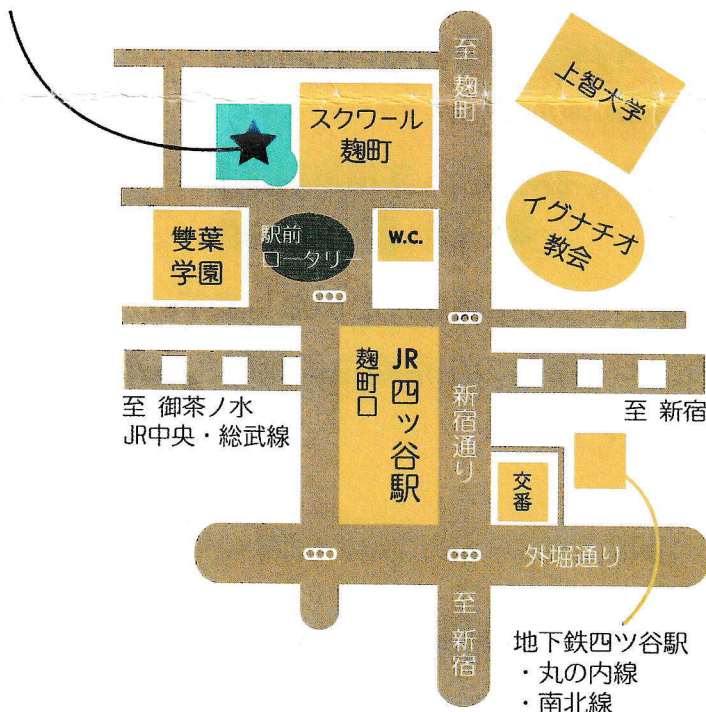 至 麹町
上智大学
スクワール
麹町
イグナチオ
教会
雙葉
学園
駅前
ロータリー
W.C.
JR四ッ谷駅
麹町口
新宿通り
至 御茶ノ水
JR中央・総武線
至 新宿
交番
外堀通り
至 新宿
地下鉄四ツ谷駅
・丸の内線
・南北線